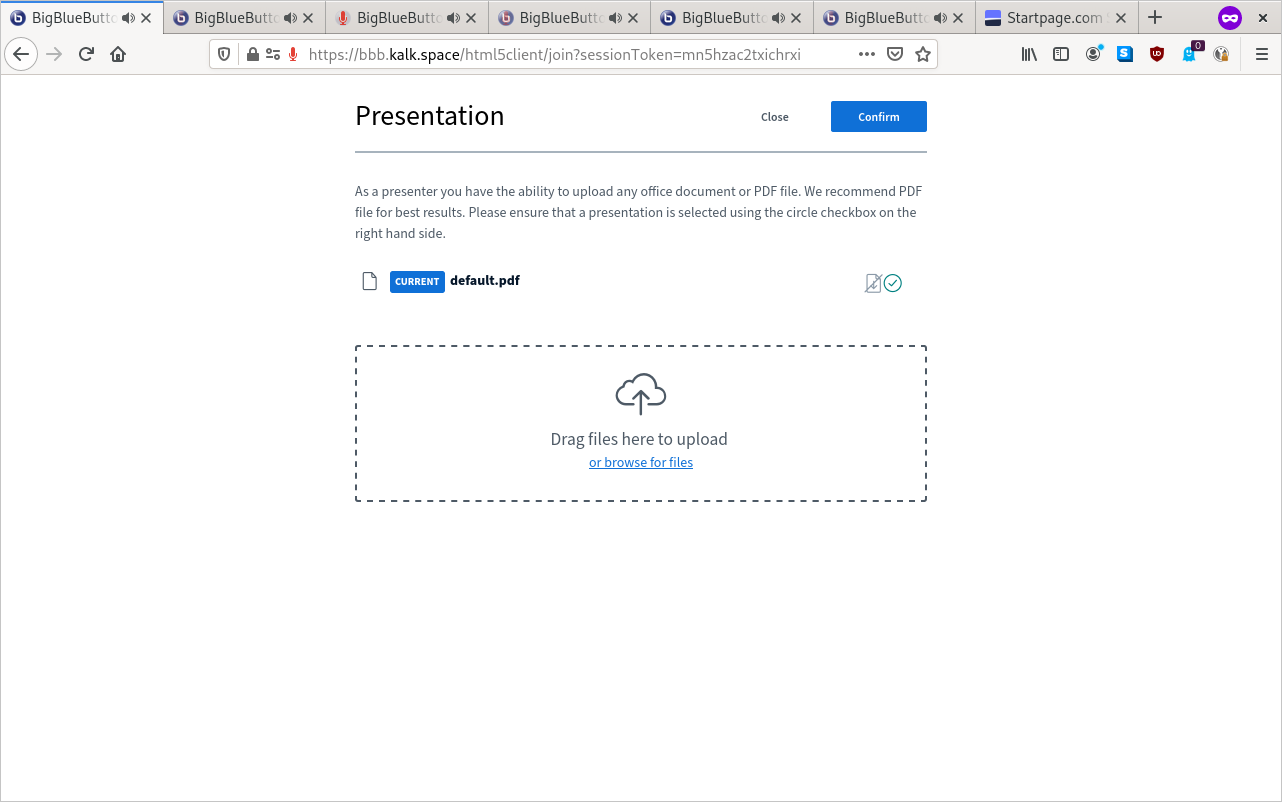 BigBlueButto
BigBlueButto
BigBlueButto
BigBlueButto
BigBlueButto
BigBlueButto
Startpage.com
https://bbb.kalk.space/html5client/join?sessionToken=mn5hzac2txichrxi
S
UD
0
Presentation
Close
Confirm
As a presenter you have the ability to upload any office document or PDF file. We recommend PDF
file for best results. Please ensure that a presentation is selected using the circle checkbox on the
right hand side.
CURRENT default.pdf
Drag files here to upload
or browse for files